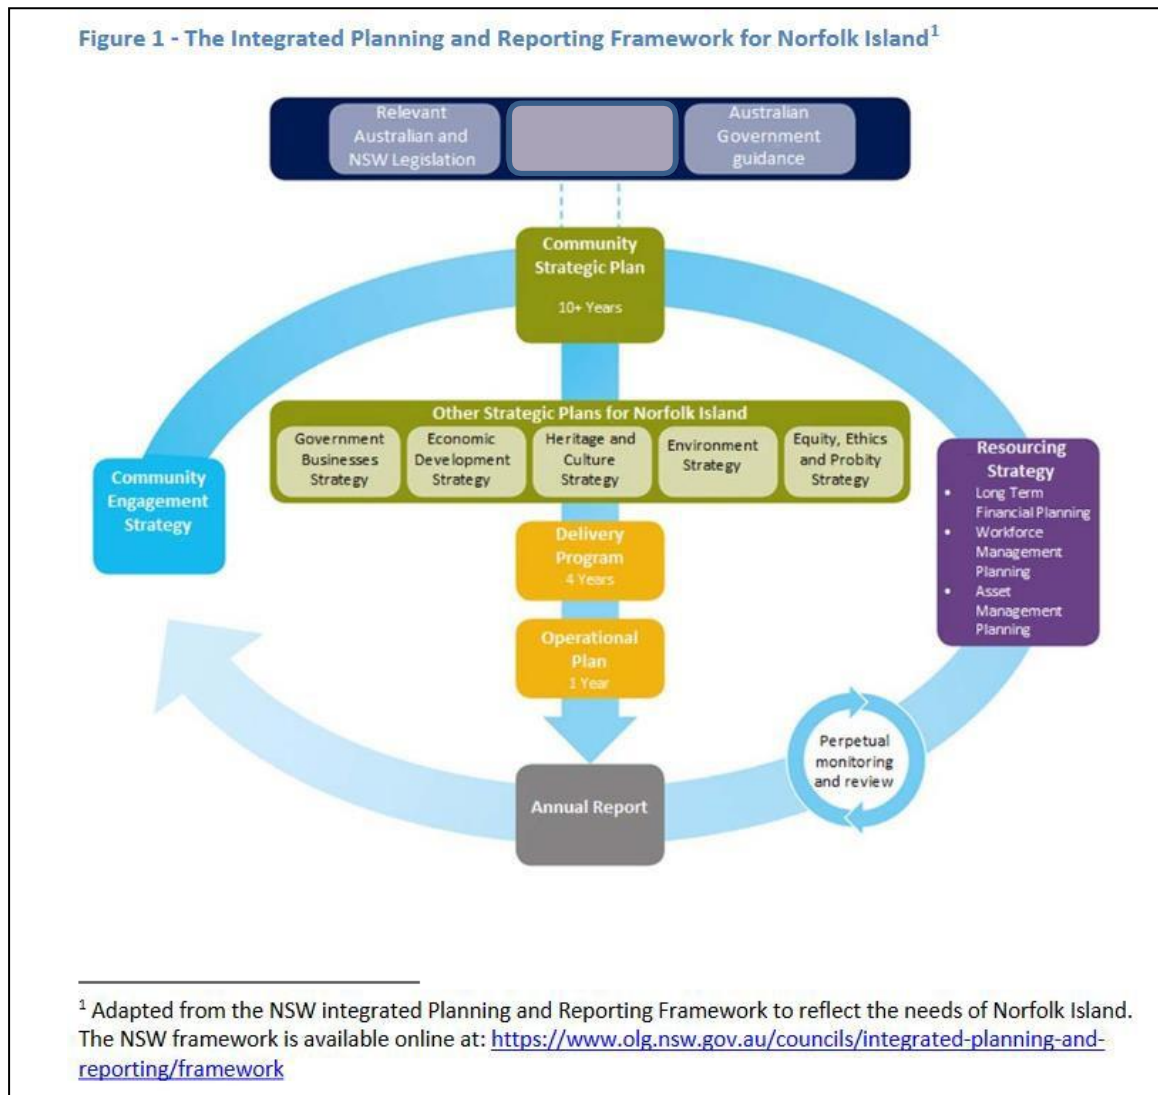 Figure 1 - The Integrated Planning and Reporting Framework for Norfolk Island1
Relevant
Australian and
NSW Legislation
Australian
Government
guidance
Community
Strategic Plan
10+ Years
Other Strategic Plans for Norfolk Island
Government
Businesses
Strategy
Economic
Development
Strategy
Heritage and
Culture
Strategy
Environment
Strategy
Equity, Ethics
and Probity
Strategy
Community
Engagement
Strategy
Resourcing
Strategy
• Long Term
Financial Planning
• Workforce
Management
Planning
• Asset
Management
Planning
Delivery
Program
4 Years
Operational
Plan
1 Year
Perpetual
monitoring
and review
Annual Report
1 Adapted from the NSW integrated Planning and Reporting Framework to reflect the needs of Norfolk Island.
The NSW framework is available online at: https://www.olg.nsw.gov.au/councils/integrated-planning-and-
reporting/framework